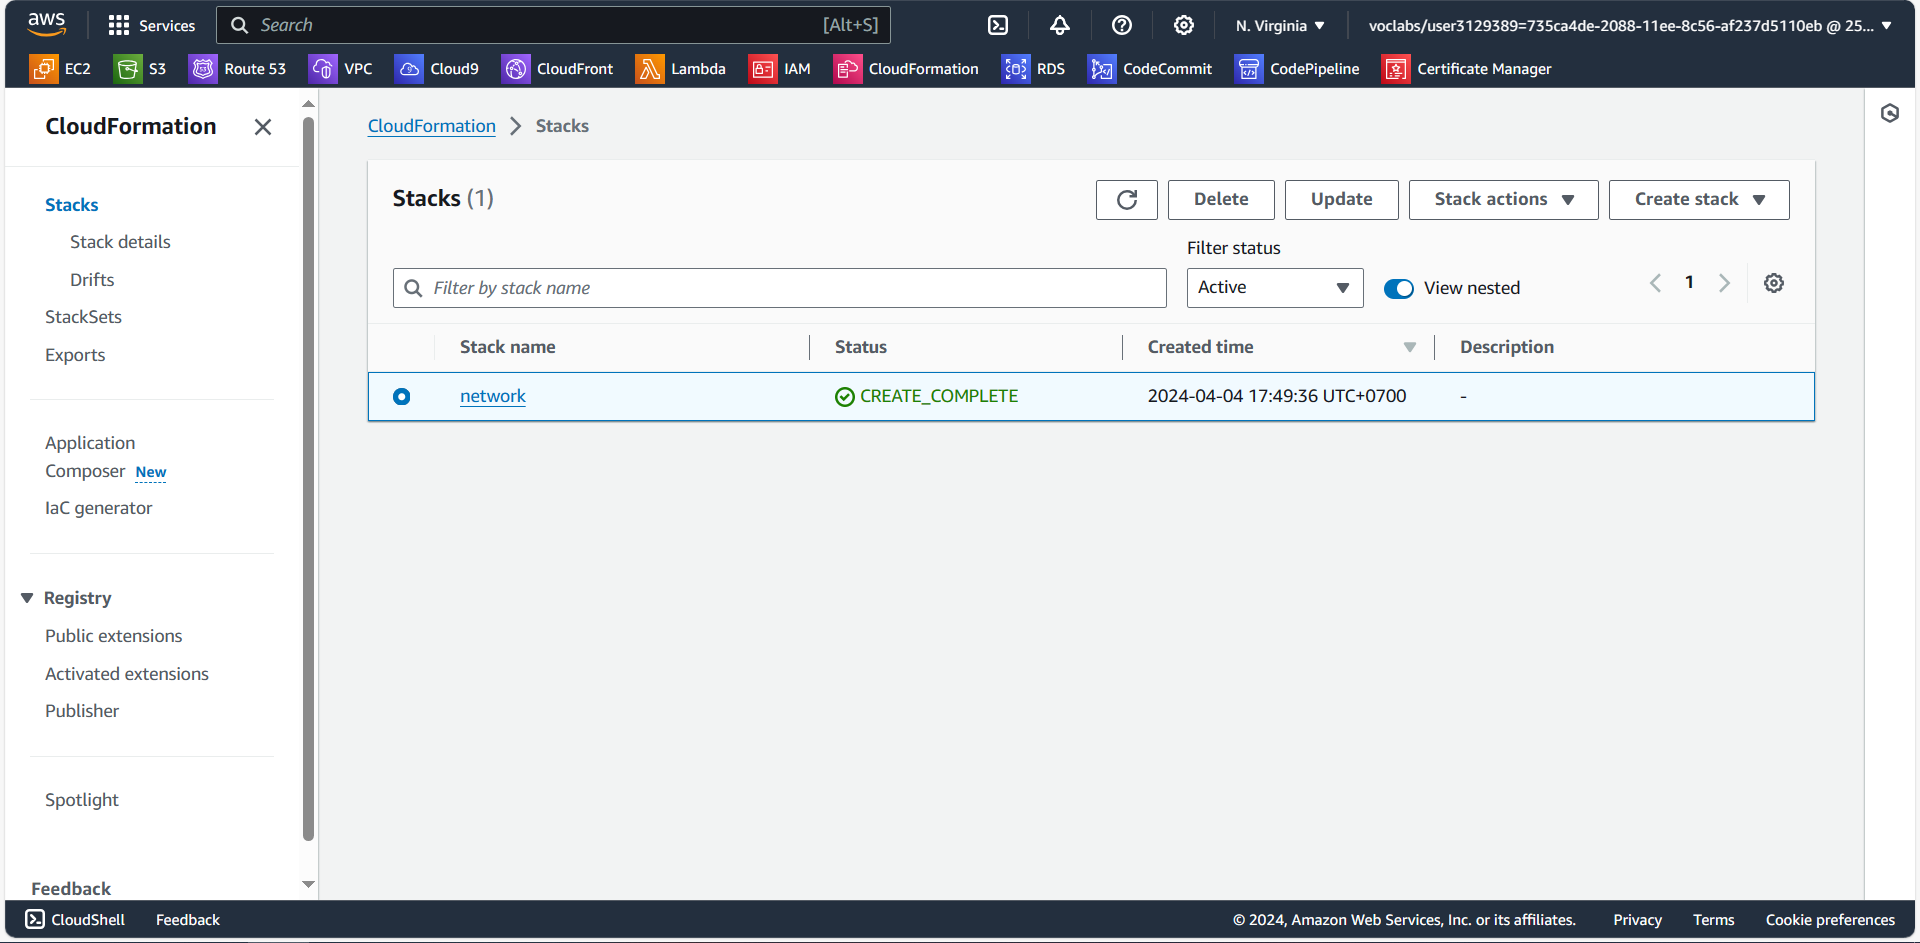 aws Services Search [Alt+S] N. Virginia voclabs/user3129389=735ca4de-2088-11ee-8c56-af237d5110eb @ 25...
EC2 S3 Route 53 VPC Cloud9 CloudFront Lambda IAM CloudFormation RDS CodeCommit CodePipeline Certificate Manager
CloudFormation
Stacks
Stack details
Drifts
StackSets
Exports
Application
Composer New
IaC generator
Registry
Public extensions
Activated extensions
Publisher
Spotlight
Feedback
CloudFormation Stacks
Stacks (1) Delete Update Stack actions Create stack
Filter status
Filter by stack name Active View nested 1
Stack name Status Created time Description
network CREATE_COMPLETE 2024-04-04 17:49:36 UTC+0700 -
CloudShell Feedback © 2024, Amazon Web Services, Inc. or its affiliates. Privacy Terms Cookie preferences